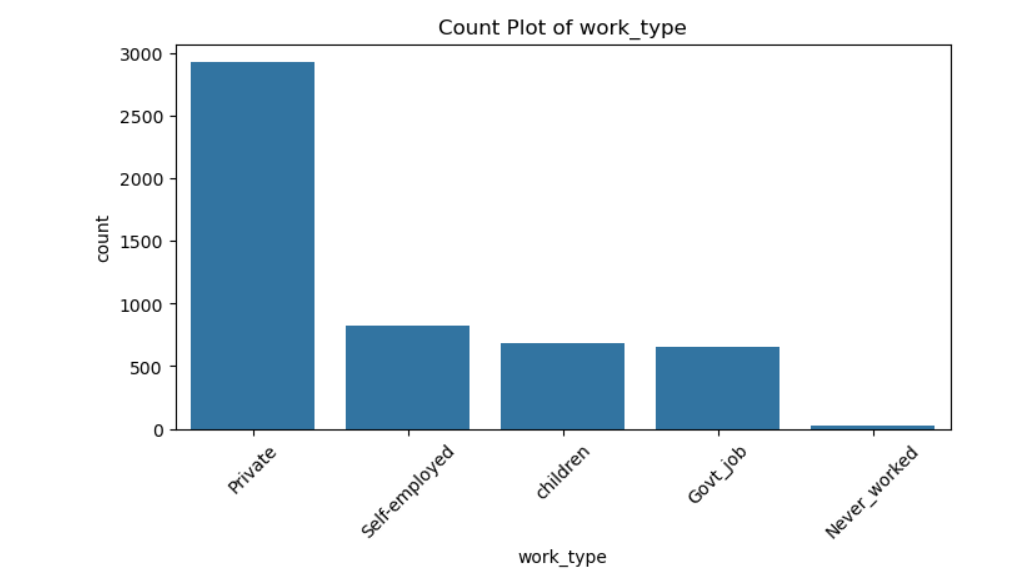 Count Plot of work_type
3000
2500
2000
1500
1000
500
0
count
Private
Self-employed
children
Govt_job
Never_worked
work_type